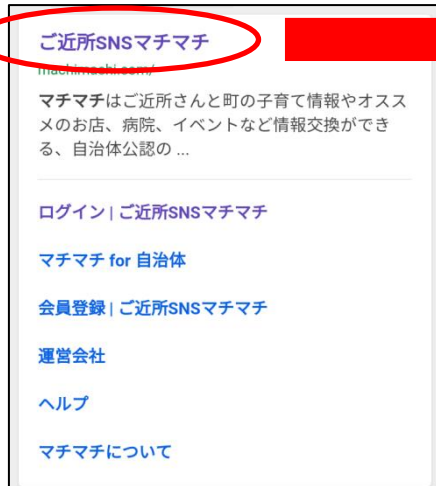 ご近所SNSマチマチ
machimachi.com/
マチマチはご近所さんと町の子育て情報やオスス
メのお店、病院、イベントなど情報交換ができ
る、自治体公認の ...
ログイン | ご近所SNSマチマチ
マチマチ for 自治体
会員登録 | ご近所SNSマチマチ
運営会社
ヘルプ
マチマチについて